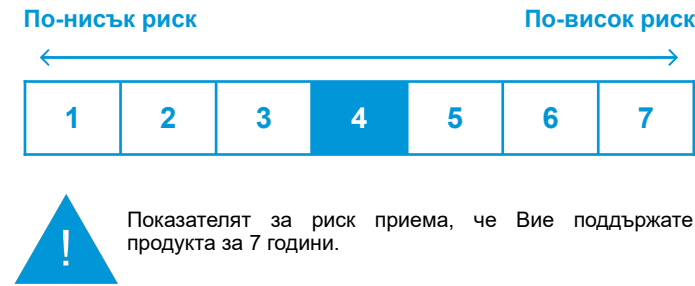 По-нисък риск По-висок риск
1 2 3 4 5 6 7
!
Показателят за риск приема, че Вие поддържате
продукта за 7 години.